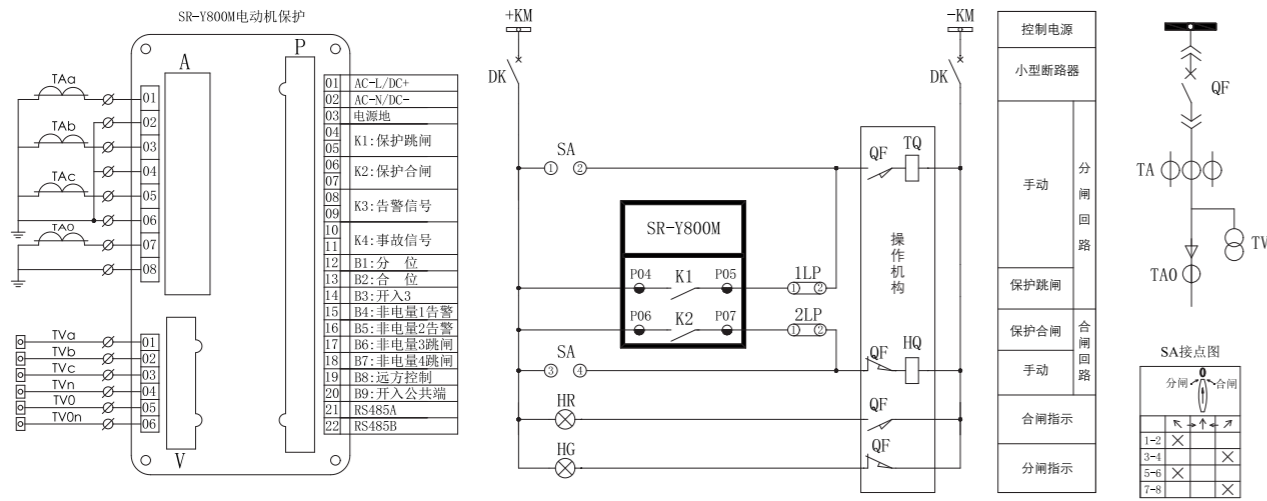 SR-Y800M电动机保护
A
P
TAa
TAb
TAc
TA0
01
02
03
04
05
06
07
08
TVa
TVb
TVc
TVn
TV0
TV0n
01
02
03
04
05
06
V
01 AC-L/DC+
02 AC-N/DC-
03 电源地
04
05
K1:保护跳闸
06
07
K2:保护合闸
08
09
K3:告警信号
10
11
K4:事故信号
12 B1:分 位
13 B2:合 位
14 B3:开入3
15 B4:非电量1告警
16 B5:非电量2告警
17 B6:非电量3跳闸
18 B7:非电量4跳闸
19 B8:远方控制
20 B9:开入公共端
21 RS485A
22 RS485B
+KM
-KM
DK
DK
SA
① ②
QF
TQ
SR-Y800M
P04
K1
P05
1LP
① ②
P06
K2
P07
2LP
① ②
操作机构
SA
③ ④
QF
HQ
HR
QF
HG
QF
控制电源
小型断路器
手动
分闸回路
保护跳闸
保护合闸
合闸回路
手动
合闸指示
分闸指示
QF
TA
TV
TA0
SA接点图
0
分闸
合闸
↖→↑←↗
1-2 ×
3-4 ×
5-6 ×
7-8 ×